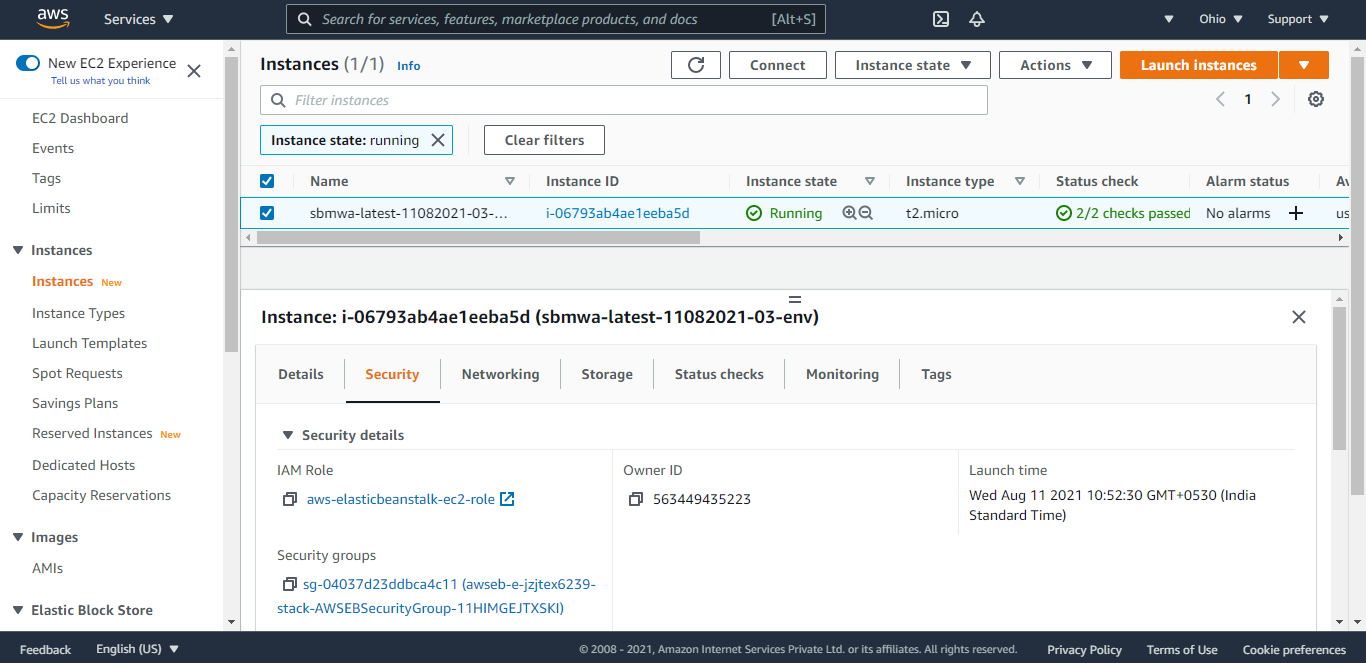 aws
Services
Search for services, features, marketplace products, and docs [Alt+S]
Ohio
Support
New EC2 Experience
Tell us what you think
EC2 Dashboard
Events
Tags
Limits
Instances
Instances New
Instance Types
Launch Templates
Spot Requests
Savings Plans
Reserved Instances New
Dedicated Hosts
Capacity Reservations
Images
AMIs
Elastic Block Store
Instances (1/1) Info
Connect
Instance state
Actions
Launch instances
Filter instances
1
Instance state: running
Clear filters
Name Instance ID Instance state Instance type Status check Alarm status Av
sbmwa-latest-11082021-03-... i-06793ab4ae1eeba5d Running t2.micro 2/2 checks passed No alarms us
Instance: i-06793ab4ae1eeba5d (sbmwa-latest-11082021-03-env)
Details Security Networking Storage Status checks Monitoring Tags
Security details
IAM Role
aws-elasticbeanstalk-ec2-role
Owner ID
563449435223
Launch time
Wed Aug 11 2021 10:52:30 GMT+0530 (India
Standard Time)
Security groups
sg-04037d23ddbca4c11 (awseb-e-jzjtex6239-
stack-AWSEBSecurityGroup-11HIMGEJTXSKI)
Feedback English (US) © 2008 - 2021, Amazon Internet Services Private Ltd. or its affiliates. All rights reserved. Privacy Policy Terms of Use Cookie preferences